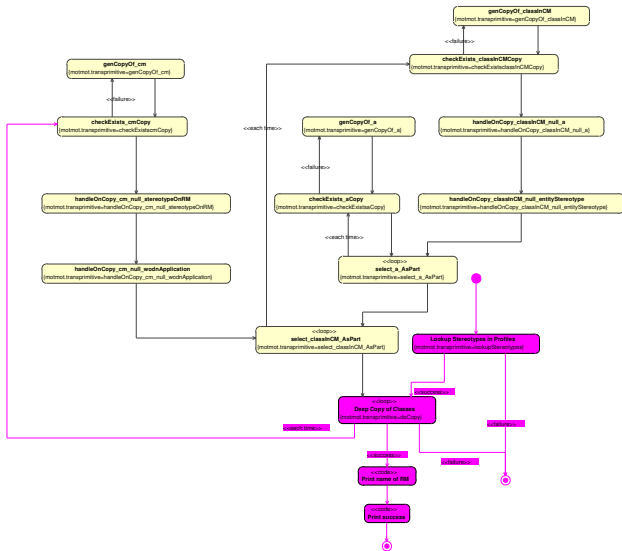 genCopyOf_classInCM
{motmot.transprimitive=genCopyOf_classInCM}
<<failure>>
checkExists_classInCMCopy
{motmot.transprimitive=checkExistsclassInCMCopy}
genCopyOf_cm
{motmot.transprimitive=genCopyOf_cm}
<<failure>>
checkExists_cmCopy
{motmot.transprimitive=checkExistscmCopy}
genCopyOf_a
{motmot.transprimitive=genCopyOf_a}
handleOnCopy_classInCM_null_a
{motmot.transprimitive=handleOnCopy_classInCM_null_a}
<<each time>>
<<failure>>
handleOnCopy_cm_null_stereotypeOnRM
{motmot.transprimitive=handleOnCopy_cm_null_stereotypeOnRM}
checkExists_aCopy
{motmot.transprimitive=checkExistsaCopy}
handleOnCopy_classInCM_null_entityStereotype
{motmot.transprimitive=handleOnCopy_classInCM_null_entityStereotype}
<<each time>>
handleOnCopy_cm_null_wodnApplication
{motmot.transprimitive=handleOnCopy_cm_null_wodnApplication}
<<loop>>
select_a_AsPart
{motmot.transprimitive=select_a_AsPart}
<<loop>>
select_classInCM_AsPart
{motmot.transprimitive=select_classInCM_AsPart}
Lookup Stereotypes in Profiles
{motmot.transprimitive=lookupStereotypes}
<<success>>
<<loop>>
Deep Copy of Classes
{motmot.transprimitive=doCopy}
<<each time>>
<<failure>>
<<success>>
<<failure>>
<<code>>
Print name of RM
<<code>>
Print success